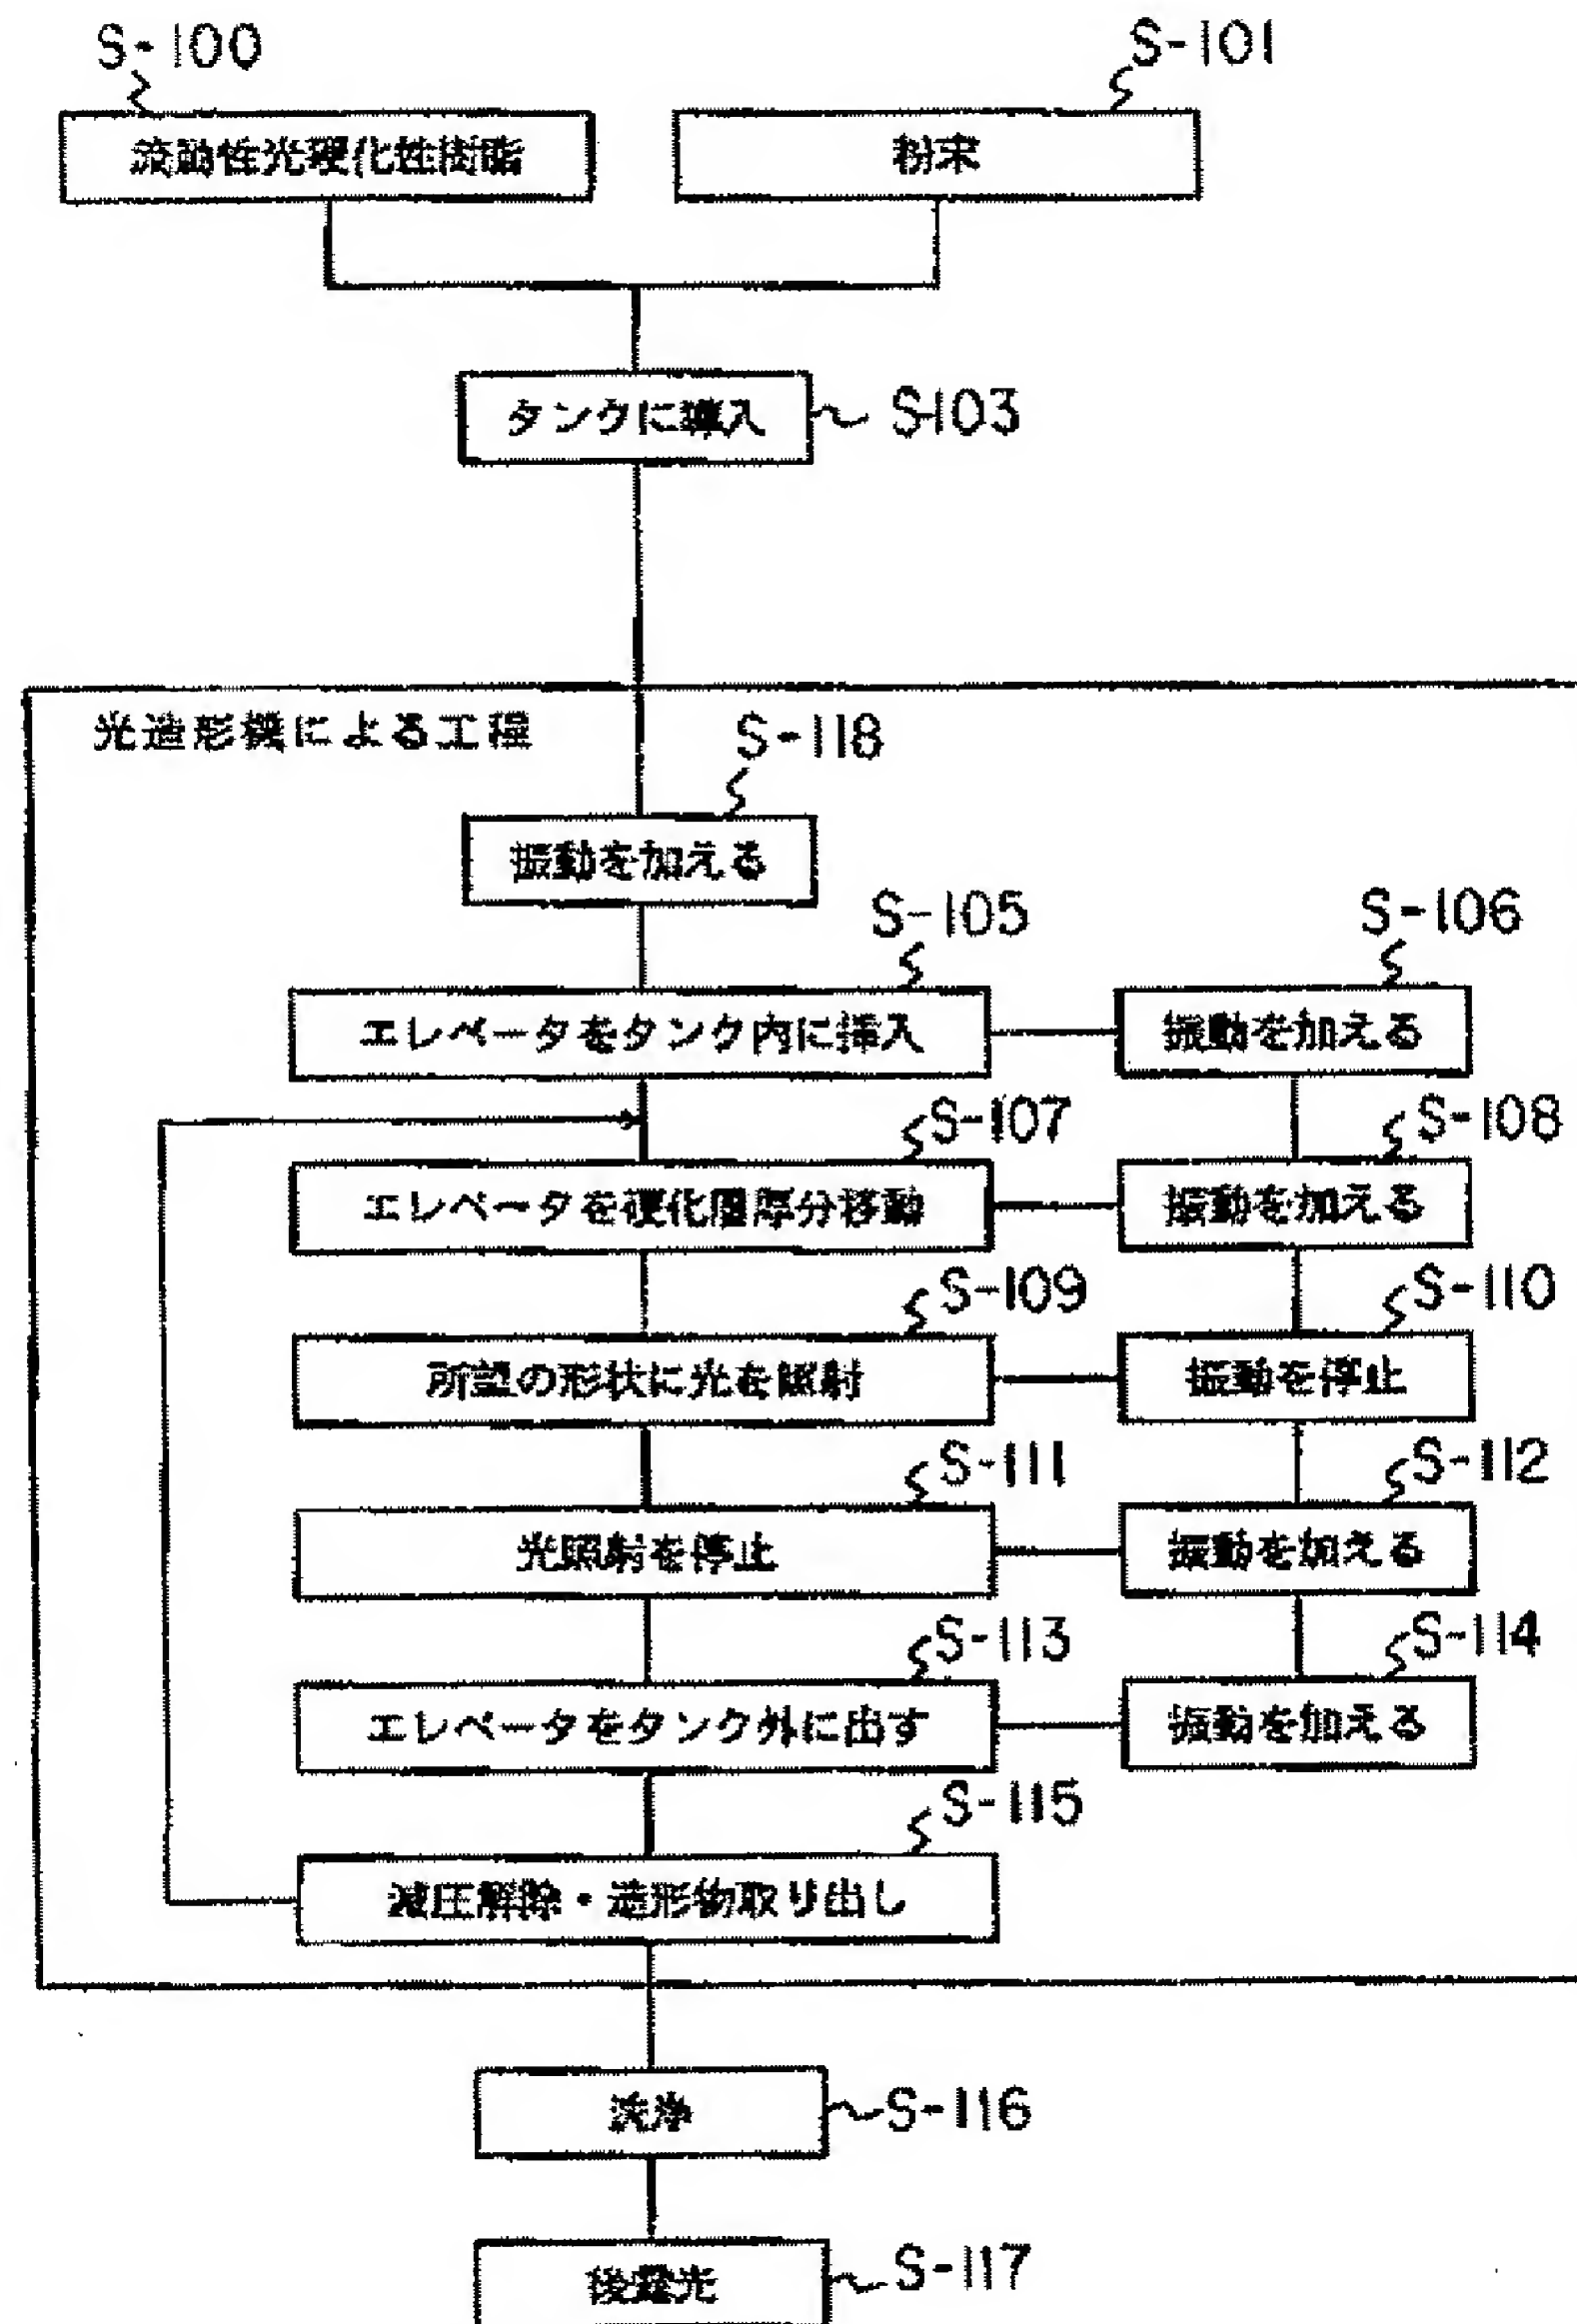 S-100
S-101
流動性光硬化性樹脂
粉末
タンクに導入
S-103
光造形機による工程
S-118
振動を加える
S-105
S-106
エレベータをタンク内に挿入
振動を加える
S-107
S-108
エレベータを硬化層厚分移動
振動を加える
S-109
S-110
所望の形状に光を照射
振動を停止
S-111
S-112
光照射を停止
振動を加える
S-113
S-114
エレベータをタンク外に出す
振動を加える
S-115
減圧解除・造形物取り出し
洗浄
S-116
後露光
S-117